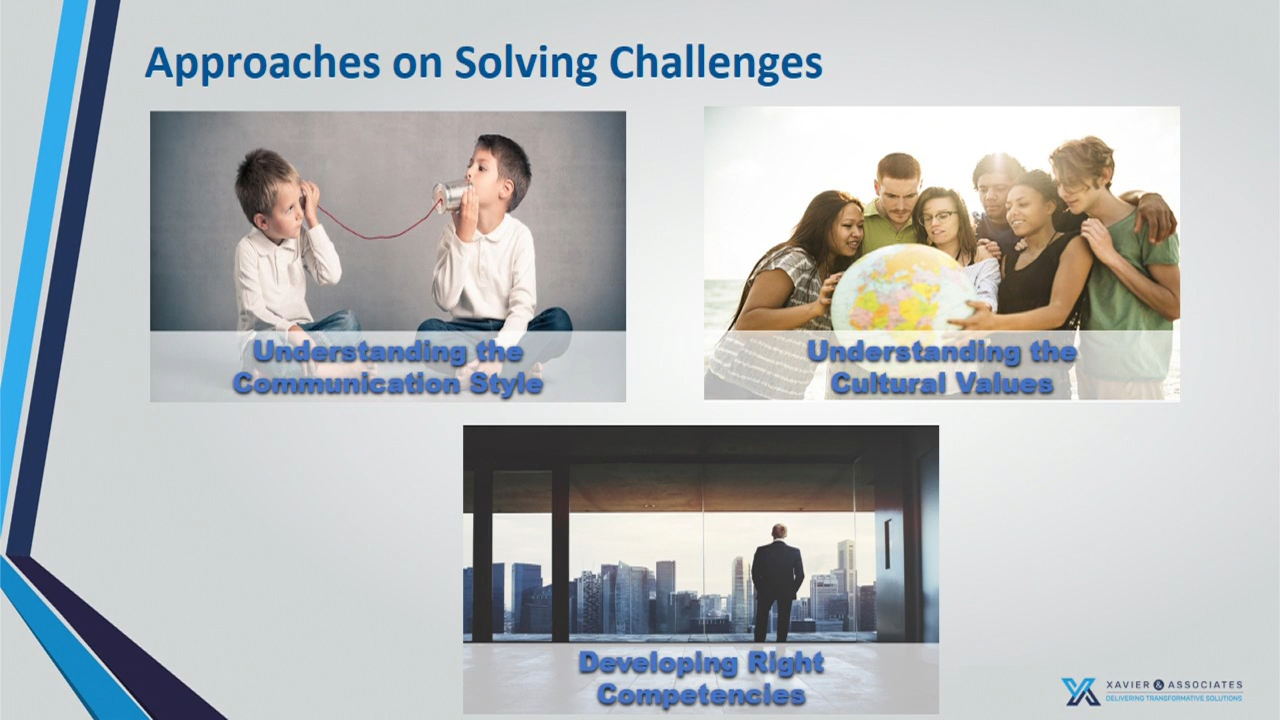 Approaches on Solving Challenges
Understanding the
Communication Style
Understanding the
Cultural Values
Developing Right
Competencies
XAVIER & ASSOCIATES
DELIVERING TRANSFORMATIVE SOLUTIONS